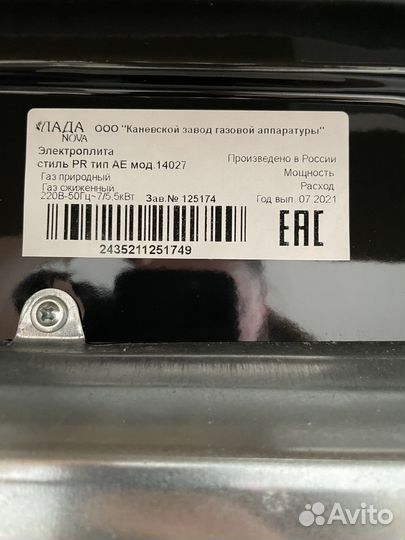 ЛАДА ООО "Каневской завод газовой аппаратуры"
NOVA
Электроплита
стиль PR тип АЕ мод.14027
Произведено в России
Газ природный
Мощность
Газ сжиженный
Расход
220В-50Гц~7/5,5кВт Зав.№ 125174
Год вып. 07.2021
2435211251749
EAC
Avito